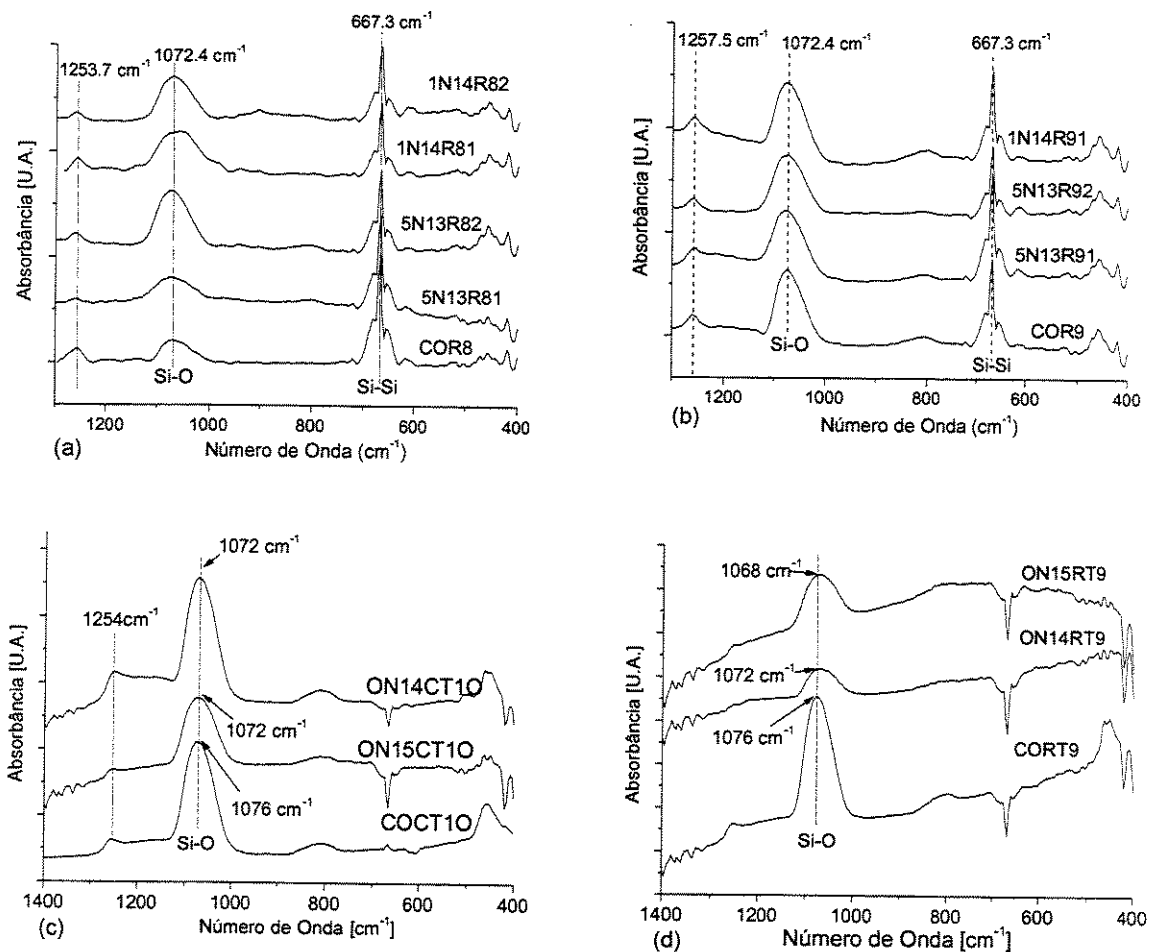 667.3 cm⁻¹
1072.4 cm⁻¹
1253.7 cm⁻¹
1N14R82
1N14R81
5N13R82
5N13R81
COR8
Si-O
Si-Si
Absorbância [U.A.]
1200
1000
800
600
400
Número de Onda (cm⁻¹)
(a)
1257.5 cm⁻¹
1072.4 cm⁻¹
667.3 cm⁻¹
1N14R91
5N13R92
5N13R91
COR9
Si-O
Si-Si
Absorbância [U.A.]
1200
1000
800
600
400
Número de Onda (cm⁻¹)
(b)
1072 cm⁻¹
1254cm⁻¹
ON14CT1O
1072 cm⁻¹
ON15CT1O
1076 cm⁻¹
COCT1O
Si-O
Absorbância [U.A.]
1400
1200
1000
800
600
400
Número de Onda [cm⁻¹]
(c)
1068 cm⁻¹
ON15RT9
ON14RT9
1072 cm⁻¹
1076 cm⁻¹
CORT9
Si-O
Absorbância [U.A.]
1400
1200
1000
800
600
400
Número de Onda [cm⁻¹]
(d)